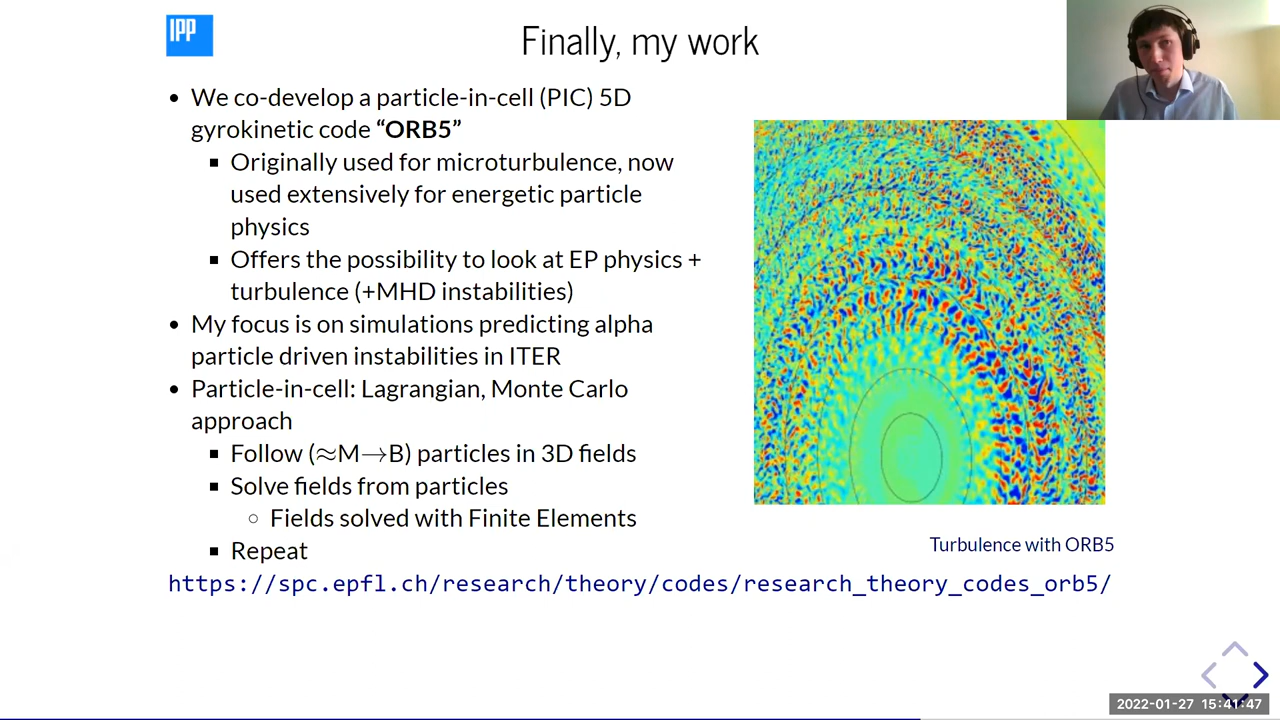 IPP
Finally, my work
• We co-develop a particle-in-cell (PIC) 5D
gyrokinetic code “ORB5”
▪ Originally used for microturbulence, now
used extensively for energetic particle
physics
▪ Offers the possibility to look at EP physics +
turbulence (+MHD instabilities)
• My focus is on simulations predicting alpha
particle driven instabilities in ITER
• Particle-in-cell: Lagrangian, Monte Carlo
approach
▪ Follow (≈M→B) particles in 3D fields
▪ Solve fields from particles
○ Fields solved with Finite Elements
▪ Repeat
Turbulence with ORB5
https://spc.epfl.ch/research/theory/codes/research_theory_codes_orb5/
2022-01-27 15:41:47